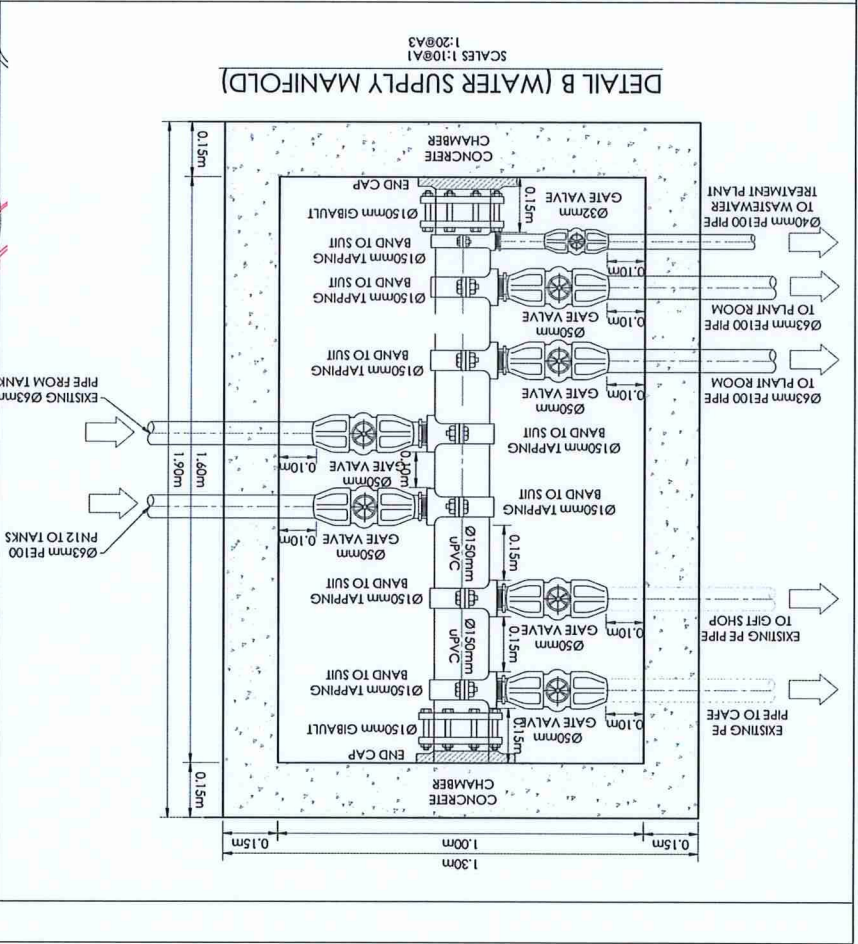 1.30m
0.15m
1.00m
0.15m
CONCRETE
CHAMBER
0.15m
END CAP
Ø150mm GIBAULT
0.15m
EXISTING PE
PIPE TO CAFE
0.10m
Ø50mm
GATE VALVE
Ø150mm TAPPING
BAND TO SUIT
Ø150mm
uPVC
0.15m
EXISTING PE PIPE
TO GIFT SHOP
0.10m
Ø50mm
GATE VALVE
Ø150mm TAPPING
BAND TO SUIT
Ø150mm
uPVC
0.15m
Ø63mm PE100
PN12 TO TANKS
0.10m
Ø50mm
GATE VALVE
Ø150mm TAPPING
BAND TO SUIT
0.10m
EXISTING Ø63mm
PIPE FROM TANK
0.10m
Ø50mm
GATE VALVE
Ø150mm TAPPING
BAND TO SUIT
1.60m
1.90m
Ø63mm PE100 PIPE
TO PLANT ROOM
0.10m
Ø150mm TAPPING
BAND TO SUIT
Ø50mm
GATE VALVE
Ø63mm PE100 PIPE
TO PLANT ROOM
0.10m
Ø50mm
GATE VALVE
Ø150mm TAPPING
BAND TO SUIT
Ø40mm PE100 PIPE
TO WASTEWATER
TREATMENT PLANT
0.10m
Ø32mm
GATE VALVE
Ø150mm TAPPING
BAND TO SUIT
0.15m
Ø150mm GIBAULT
END CAP
CONCRETE
CHAMBER
0.15m
DETAIL B (WATER SUPPLY MANIFOLD)
SCALES 1:10@A1
1:20@A3